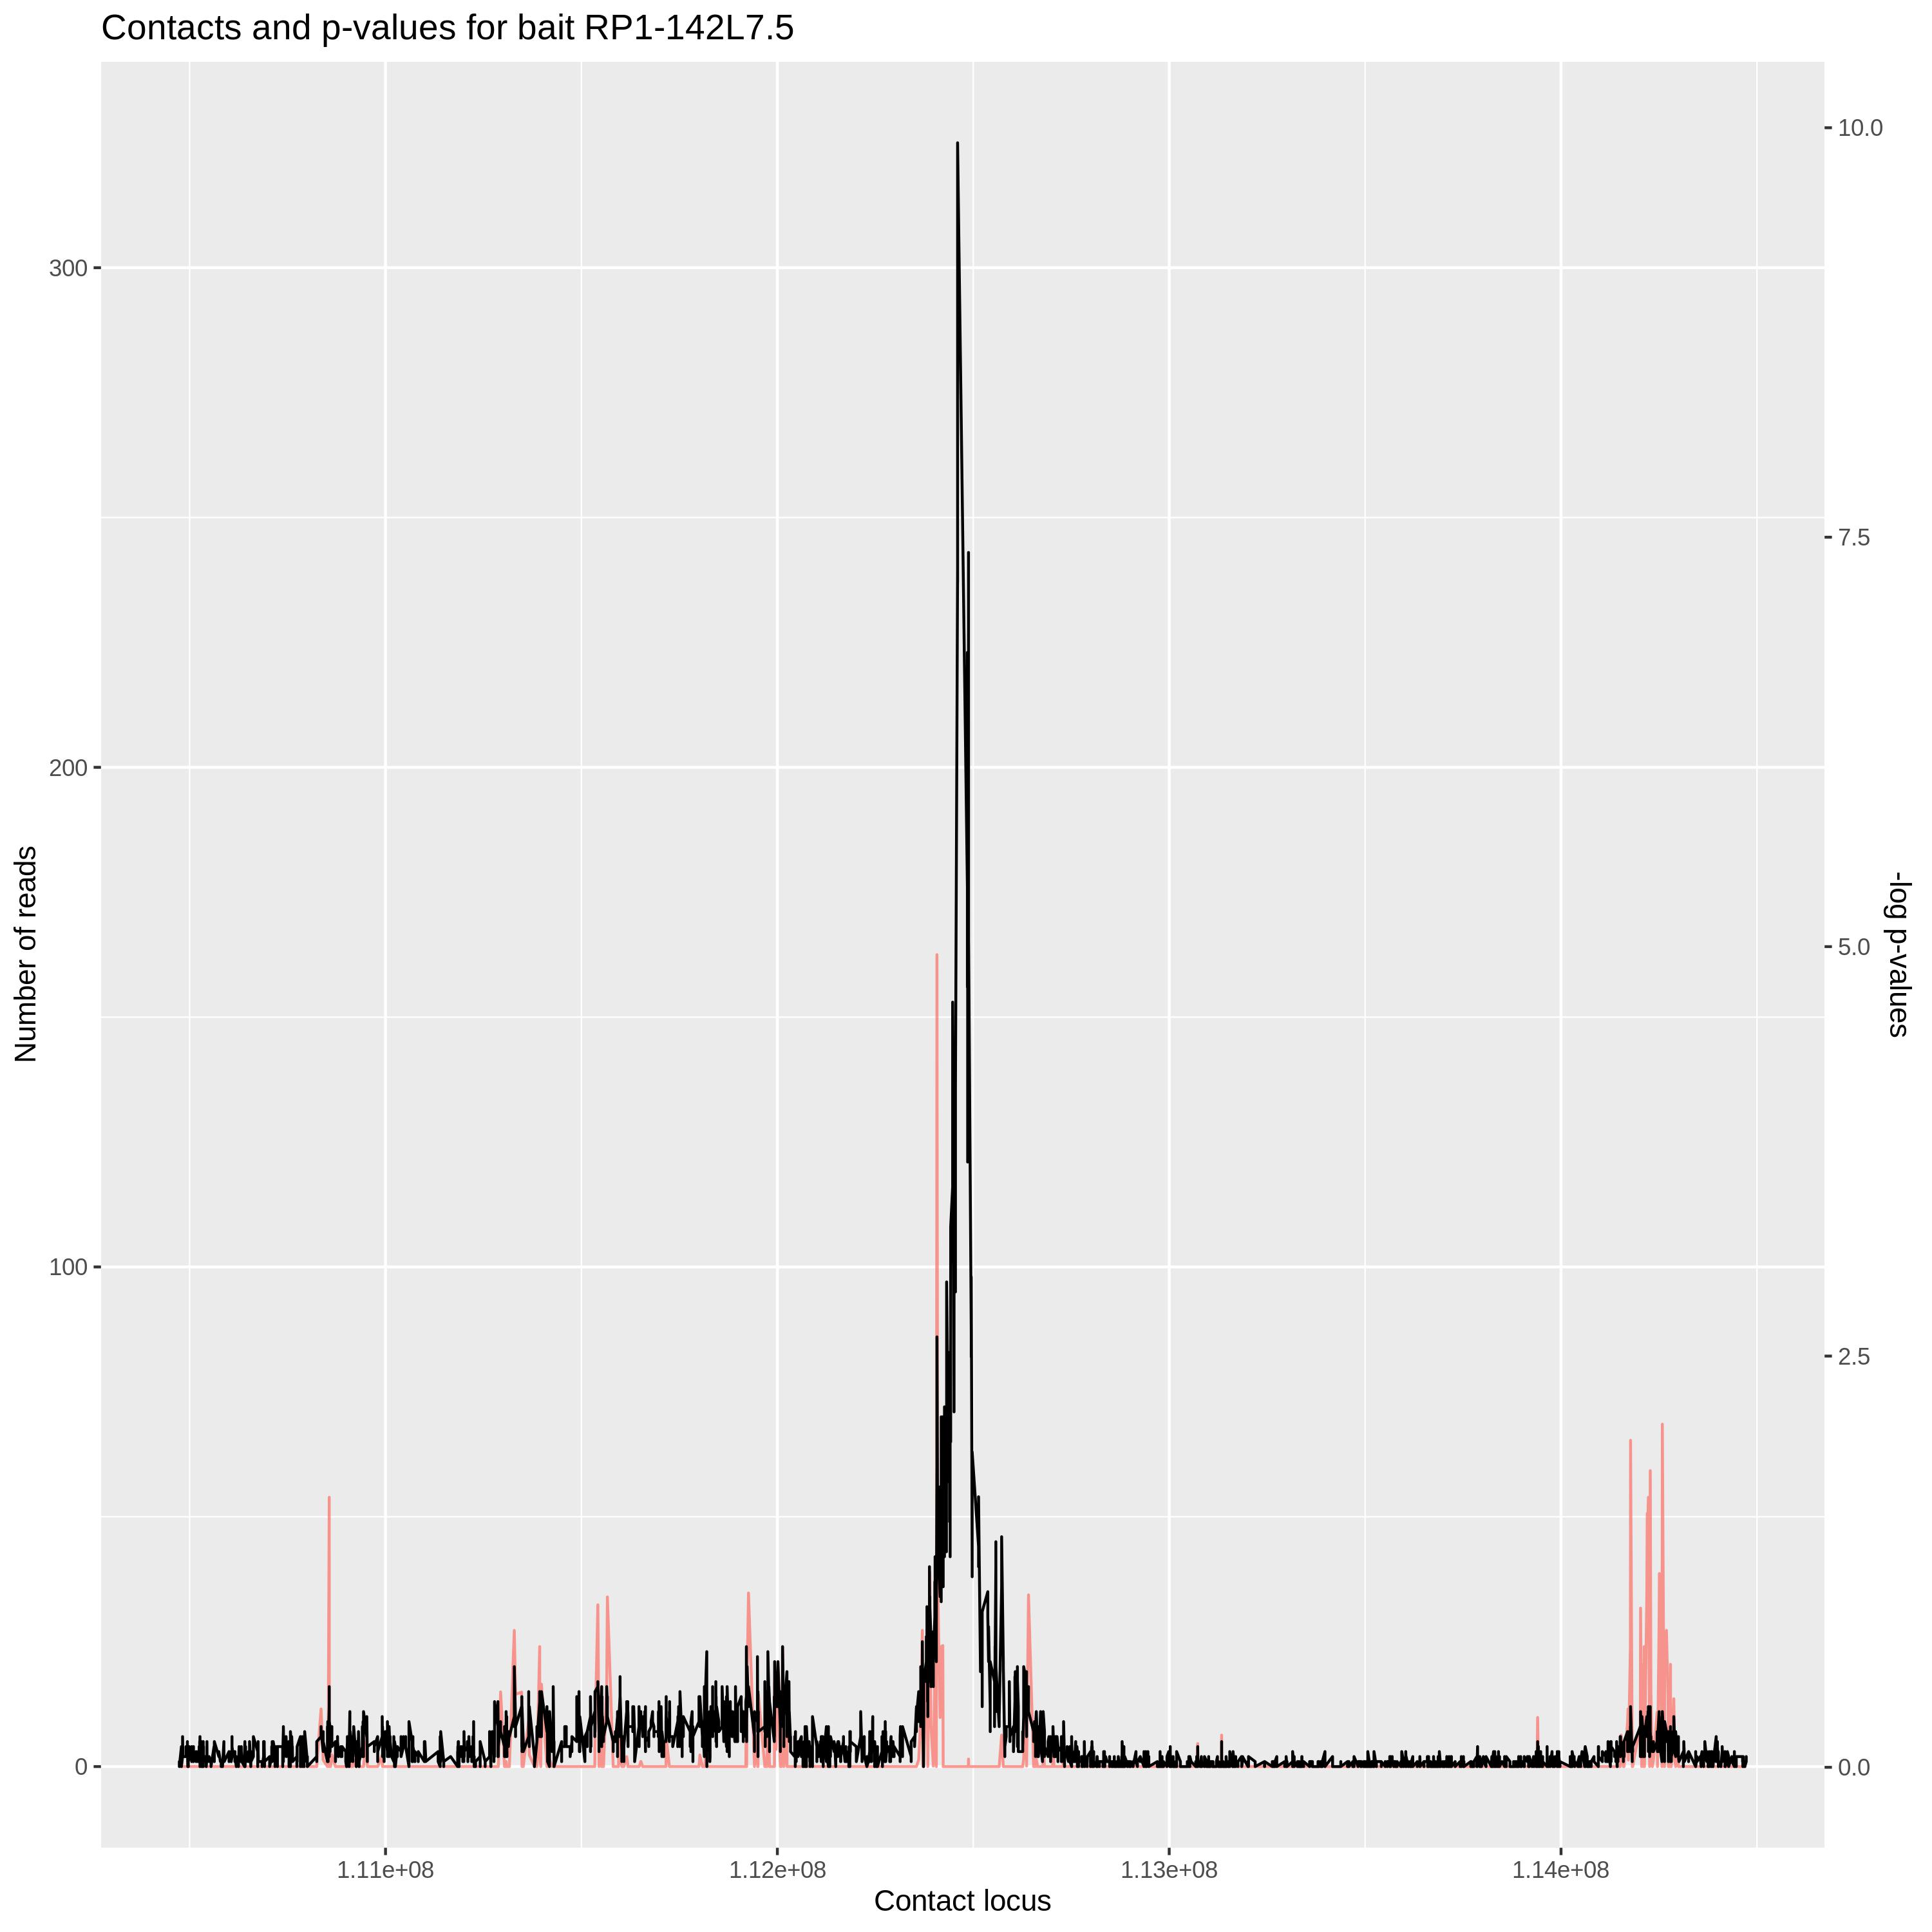 Contacts and p-values for bait RP1-142L7.5
300
200
100
0
Number of reads
10.0
7.5
5.0
2.5
0.0
-log p-values
1.11e+08
1.12e+08
1.13e+08
1.14e+08
Contact locus